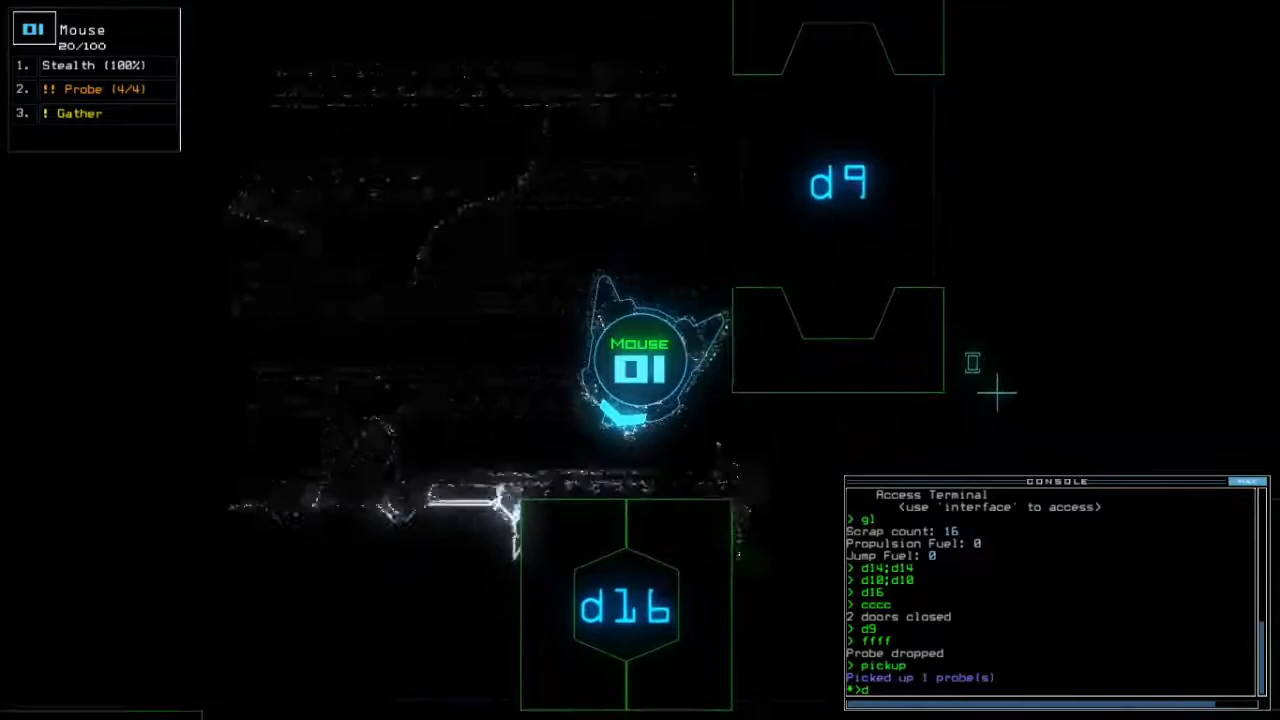 01 Mouse
20/100
1. Stealth (100%)
2. !! Probe (4/4)
3. ! Gather
d9
Mouse
01
d16
CONSOLE
Access Terminal
<use 'interface' to access>
> gl
Scrap count: 16
Propulsion Fuel: 0
Jump Fuel: 0
> d14;d14
> d10;d10
> d16
> cccc
2 doors closed
> d9
> ffff
Probe dropped
> pickup
Picked up 1 probe(s)
*>d